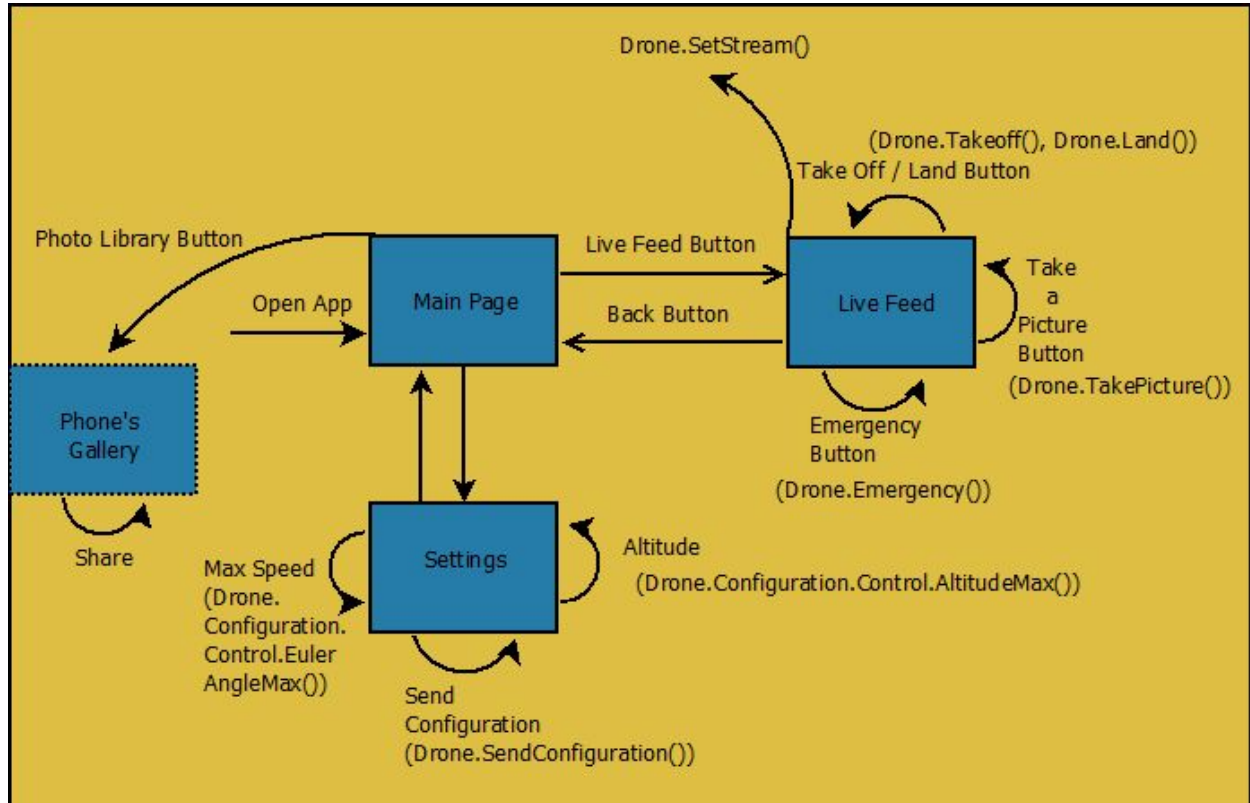 Drone.SetStream()
(Drone.Takeoff(), Drone.Land())
Take Off / Land Button
Photo Library Button
Live Feed Button
Open App
Main Page
Back Button
Live Feed
Take
a
Picture
Button
(Drone.TakePicture())
Phone's
Gallery
Emergency
Button
(Drone.Emergency())
Share
Max Speed
(Drone.
Configuration.
Control.Euler
AngleMax())
Settings
Altitude
(Drone.Configuration.Control.AltitudeMax())
Send
Configuration
(Drone.SendConfiguration())